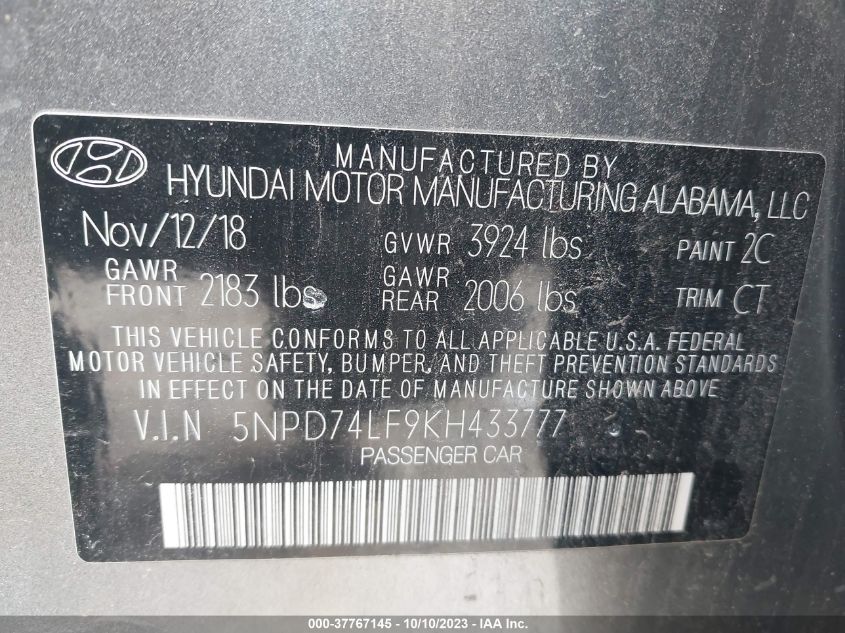 MANUFACTURED BY
HYUNDAI MOTOR MANUFACTURING ALABAMA, LLC
Nov/12/18 GVWR 3924 lbs PAINT 2C
GAWR FRONT 2183 lbs GAWR REAR 2006 lbs TRIM CT
THIS VEHICLE CONFORMS TO ALL APPLICABLE U.S.A. FEDERAL
MOTOR VEHICLE SAFETY, BUMPER, AND THEFT PREVENTION STANDARDS
IN EFFECT ON THE DATE OF MANUFACTURE SHOWN ABOVE.
V.I.N 5NPD74LF9KH433777
PASSENGER CAR
000-37767145 - 10/10/2023 - © IAA Inc.